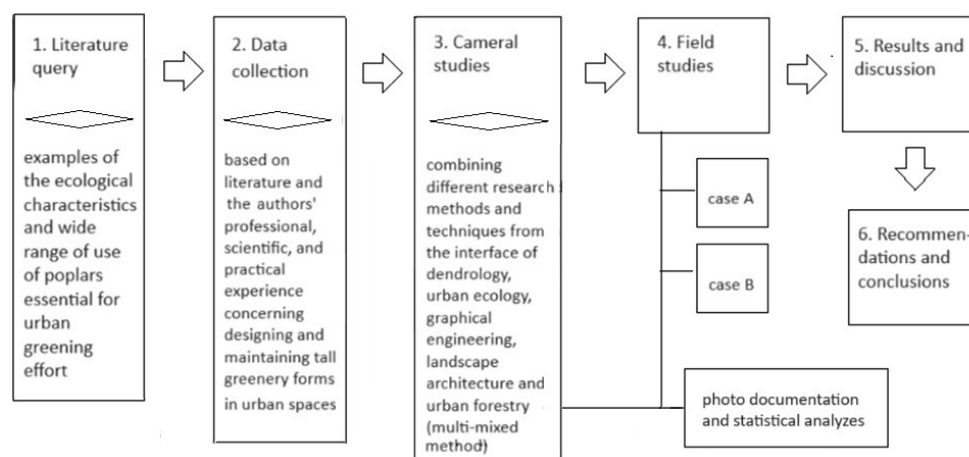 1. Literature
query
examples of
the ecological
characteristics
and wide
range of use
of poplars
essential for
urban
greening
effort
2. Data
collection
based on
literature and
the authors'
professional,
scientific, and
practical
experience
concerning
designing and
maintaining tall
greenery forms
in urban spaces
3. Cameral
studies
combining
different research
methods and
techniques from
the interface of
dendrology,
urban ecology,
graphical
engineering,
landscape
architecture and
urban forestry
(multi-mixed
method)
4. Field
studies
case A
case B
photo documentation
and statistical analyzes
5. Results and
discussion
6. Recommen-
dations and
conclusions